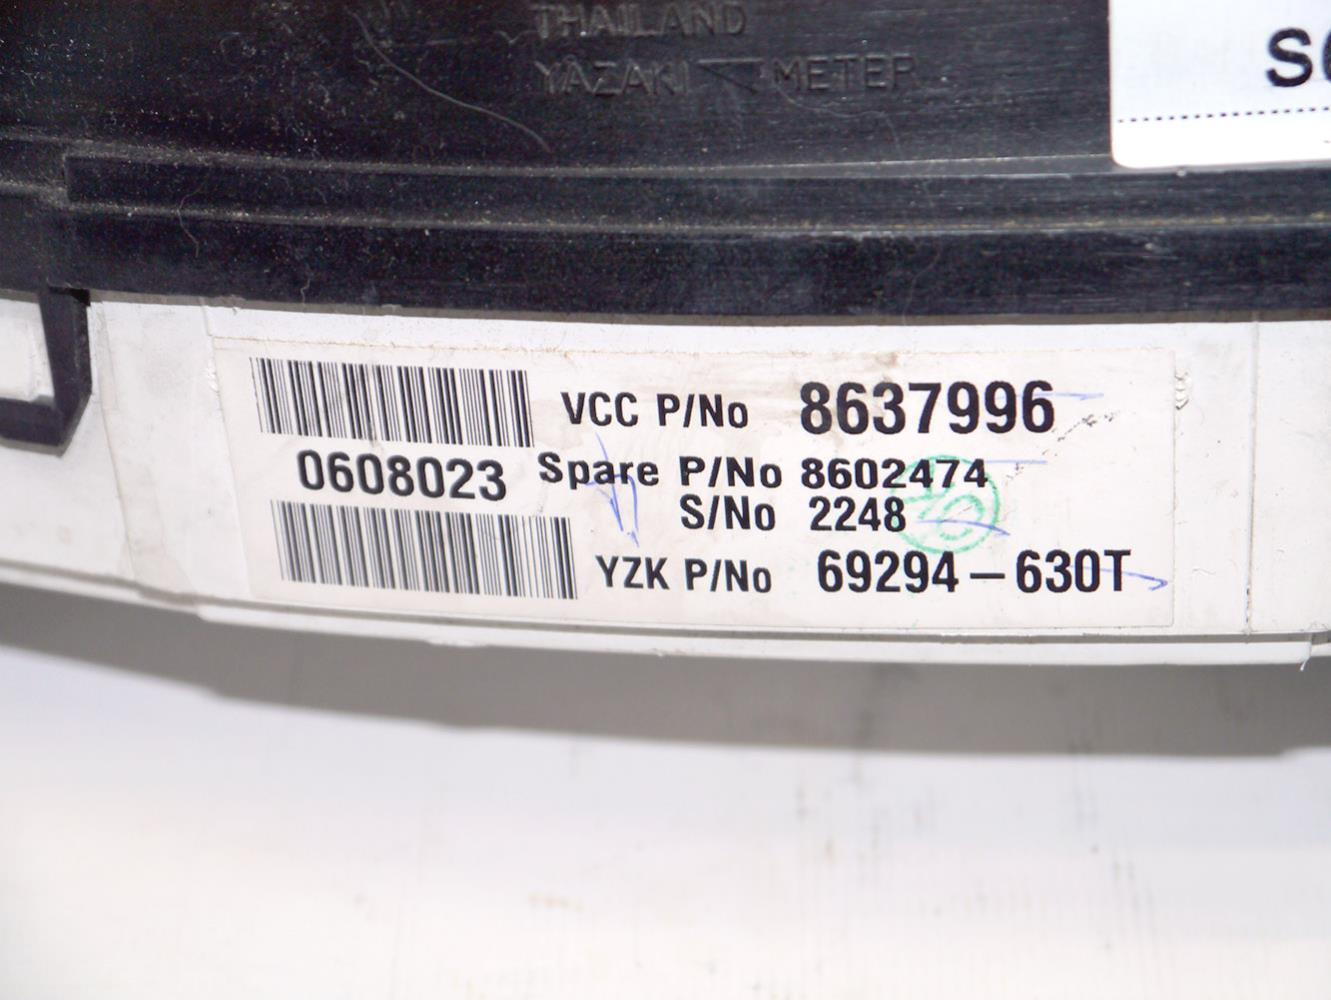 THAILAND
YAZAKI METER
VCC P/No 8637996
0608023
Spare P/No 8602474
S/No 2248
YZK P/No 69294-630T